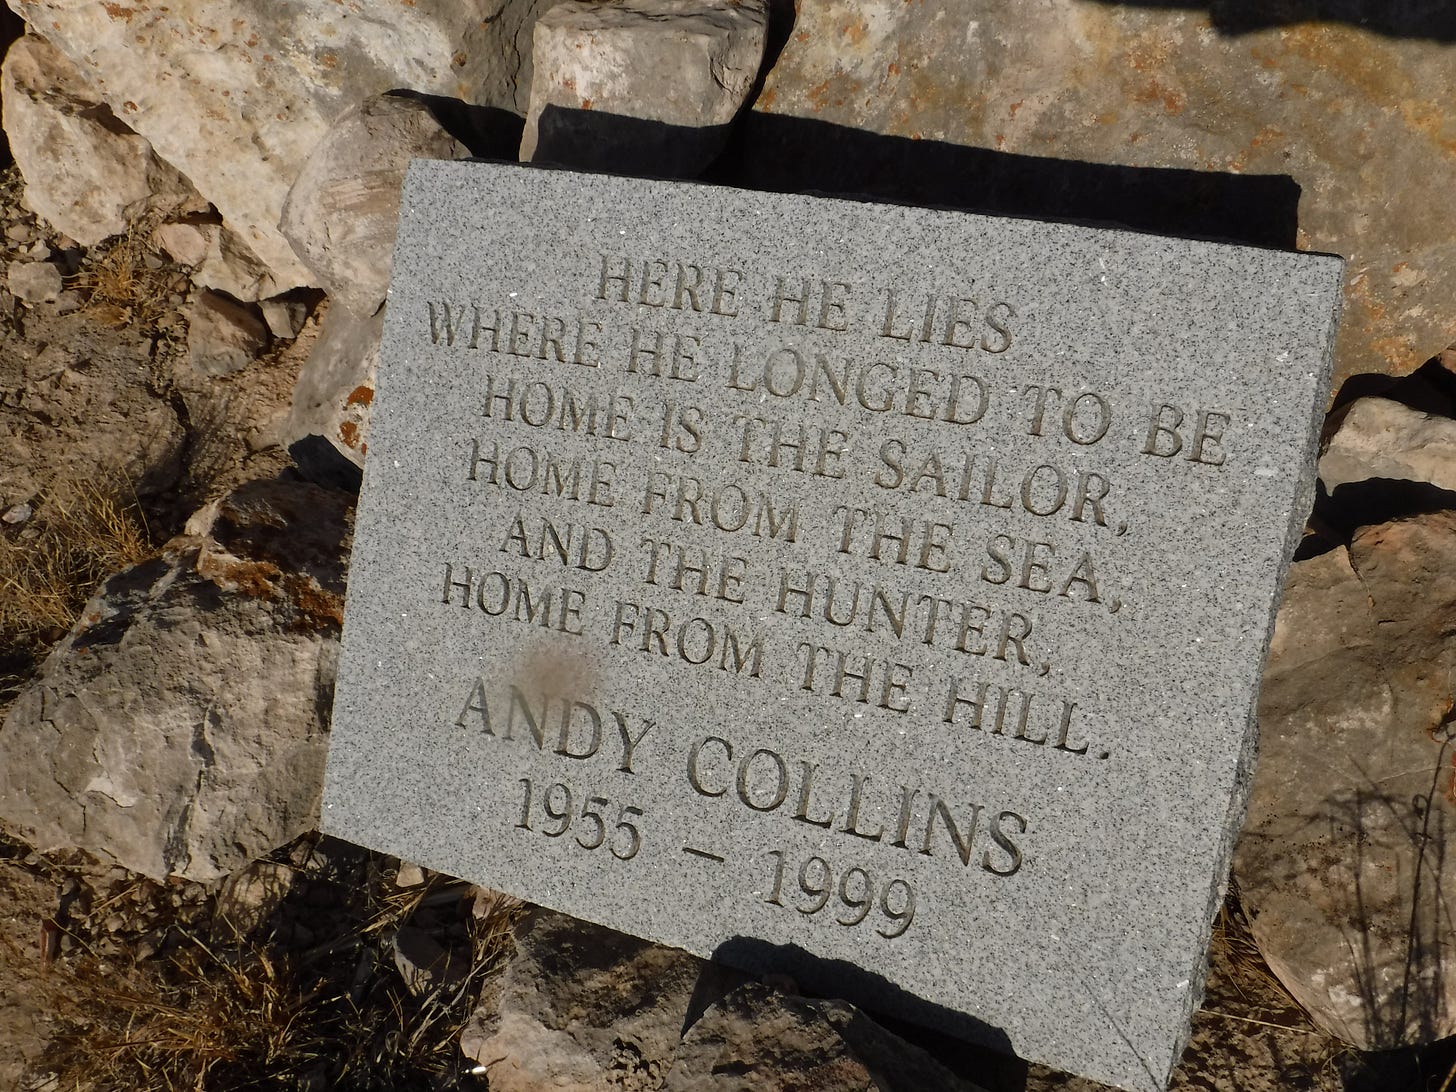 HERE HE LIES
WHERE HE LONGED TO BE
HOME IS THE SAILOR,
HOME FROM THE SEA,
AND THE HUNTER,
HOME FROM THE HILL.
ANDY COLLINS
1955 – 1999